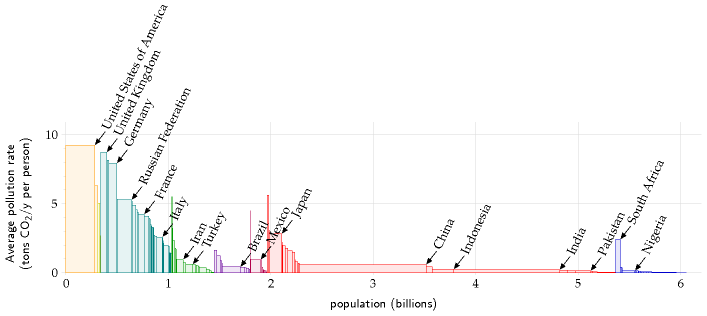 United States of America
United Kingdom
Germany
Russian Federation
France
Italy
Iran
Turkey
Brazil
Mexico
Japan
China
Indonesia
India
Pakistan
South Africa
Nigeria
Average pollution rate
(tons CO₂/y per person)
10
5
0
0 1 2 3 4 5 6
population (billions)